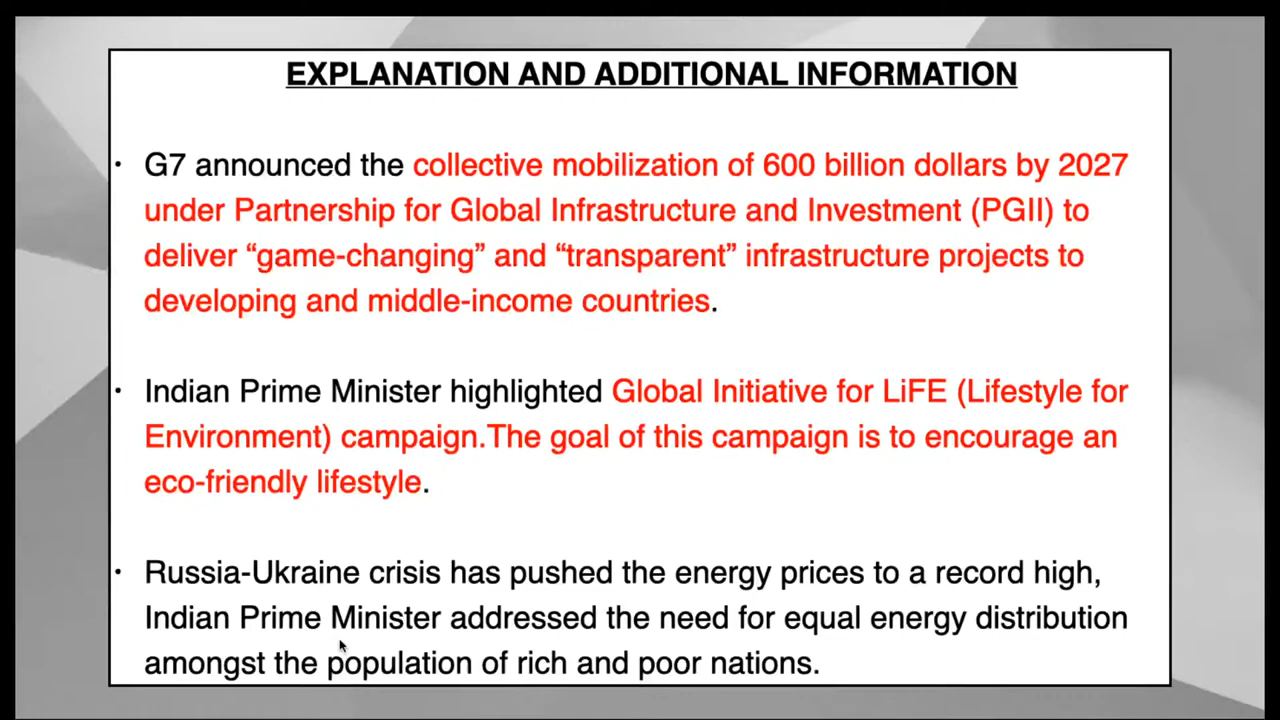 EXPLANATION AND ADDITIONAL INFORMATION
• G7 announced the collective mobilization of 600 billion dollars by 2027
under Partnership for Global Infrastructure and Investment (PGII) to
deliver “game-changing” and “transparent” infrastructure projects to
developing and middle-income countries.
• Indian Prime Minister highlighted Global Initiative for LiFE (Lifestyle for
Environment) campaign.The goal of this campaign is to encourage an
eco-friendly lifestyle.
• Russia-Ukraine crisis has pushed the energy prices to a record high,
Indian Prime Minister addressed the need for equal energy distribution
amongst the population of rich and poor nations.